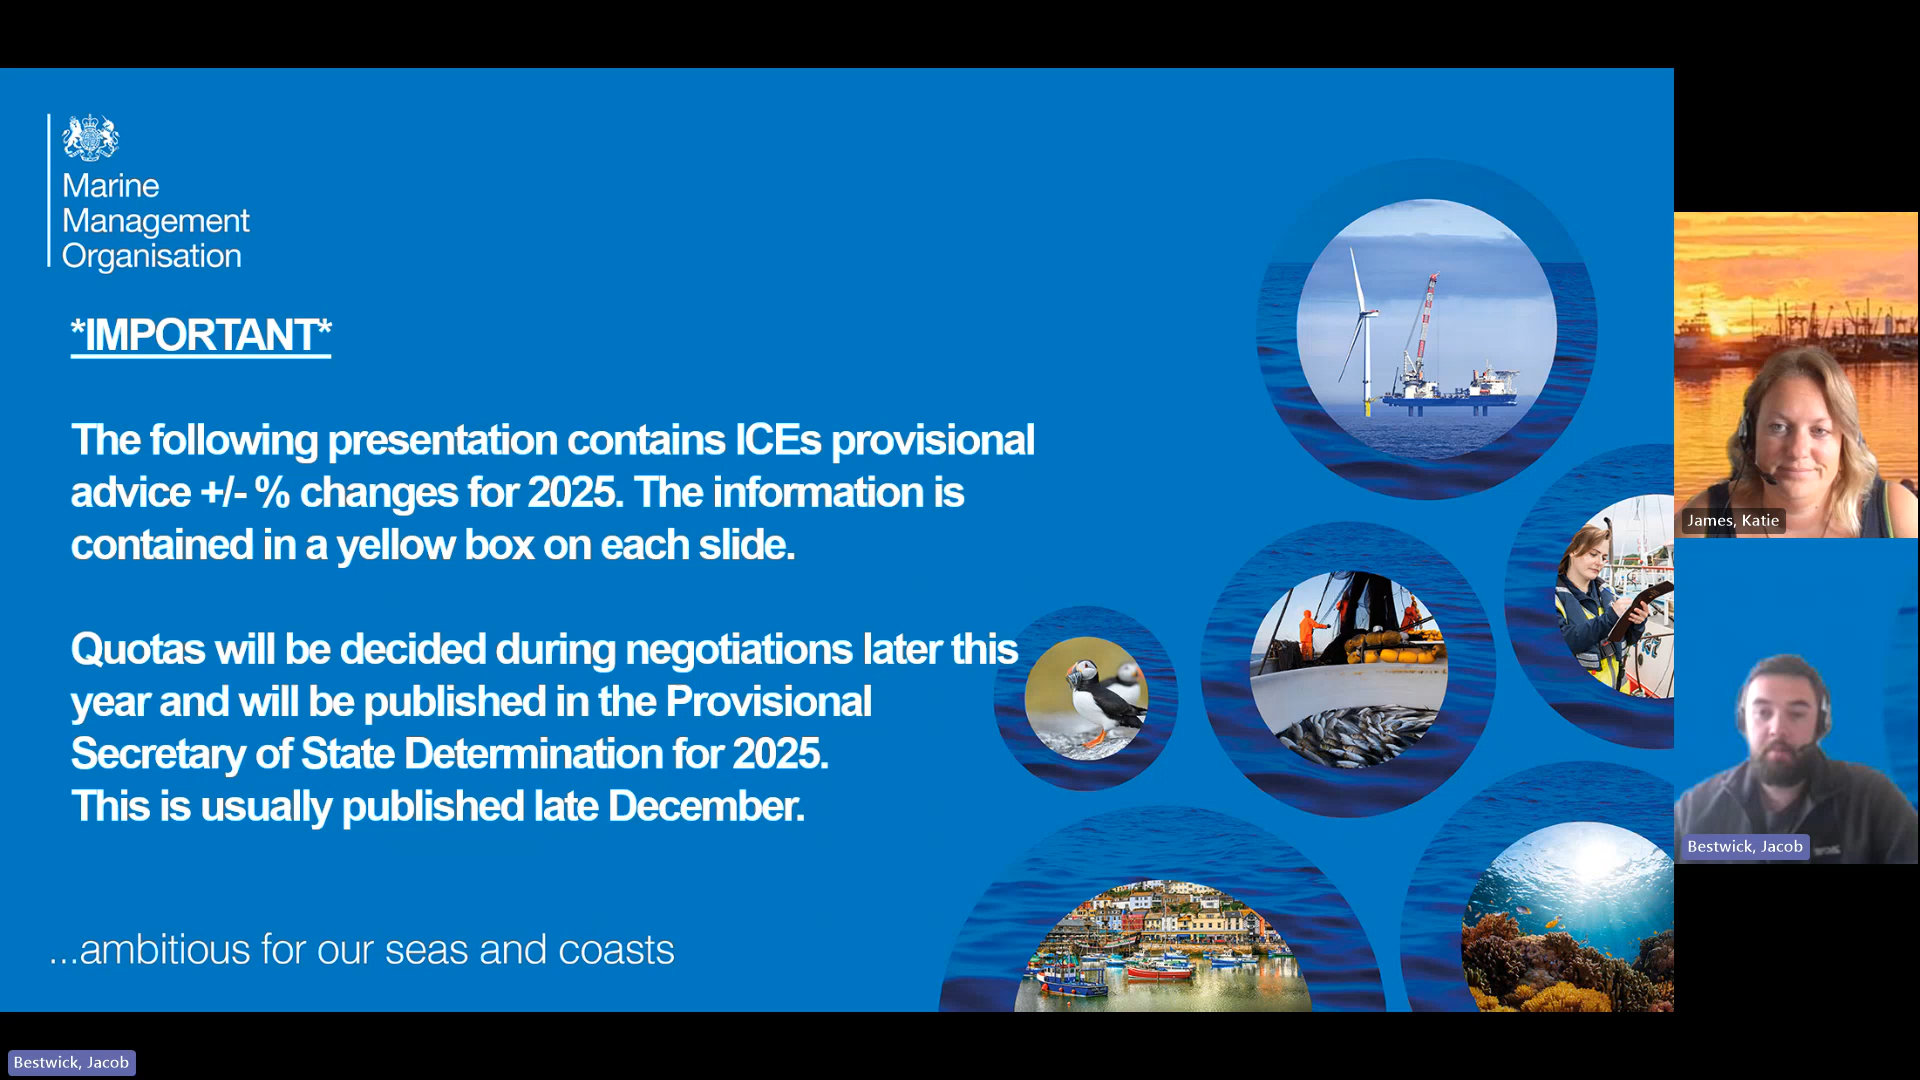 Marine
Management
Organisation
*IMPORTANT*
The following presentation contains ICEs provisional
advice +/- % changes for 2025. The information is
contained in a yellow box on each slide.
Quotas will be decided during negotiations later this
year and will be published in the Provisional
Secretary of State Determination for 2025.
This is usually published late December.
...ambitious for our seas and coasts
James, Katie
Bestwick, Jacob
Bestwick, Jacob